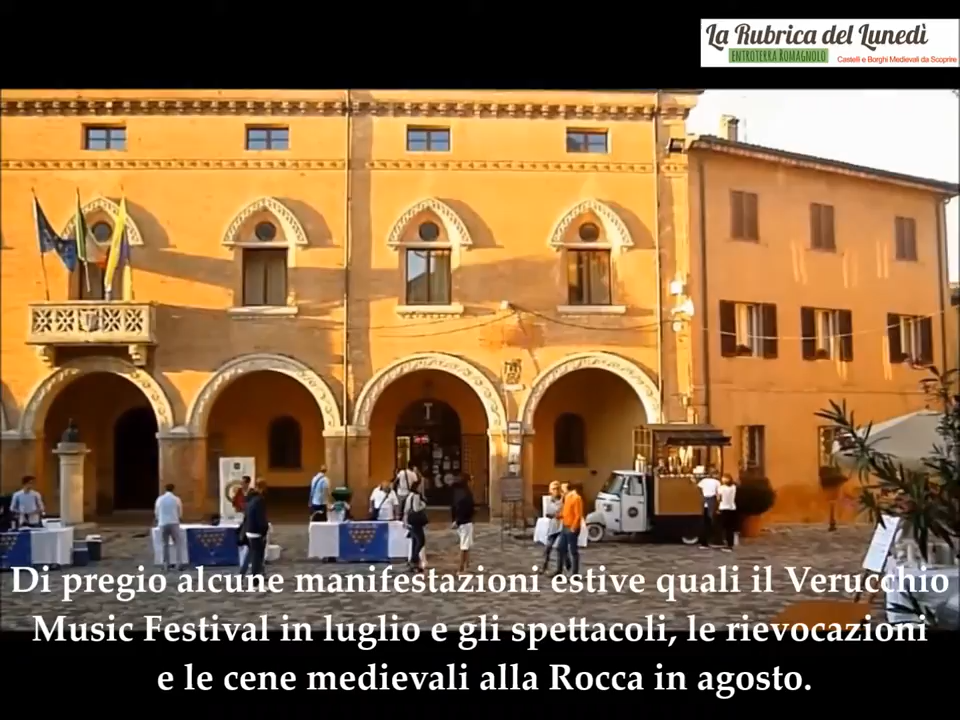 La Rubrica del Lunedì
ENTROTERRA ROMAGNOLO
Castelli e Borghi Medievali da Scoprire
Di pregio alcune manifestazioni estive quali il Verucchio
Music Festival in luglio e gli spettacoli, le rievocazioni
e le cene medievali alla Rocca in agosto.